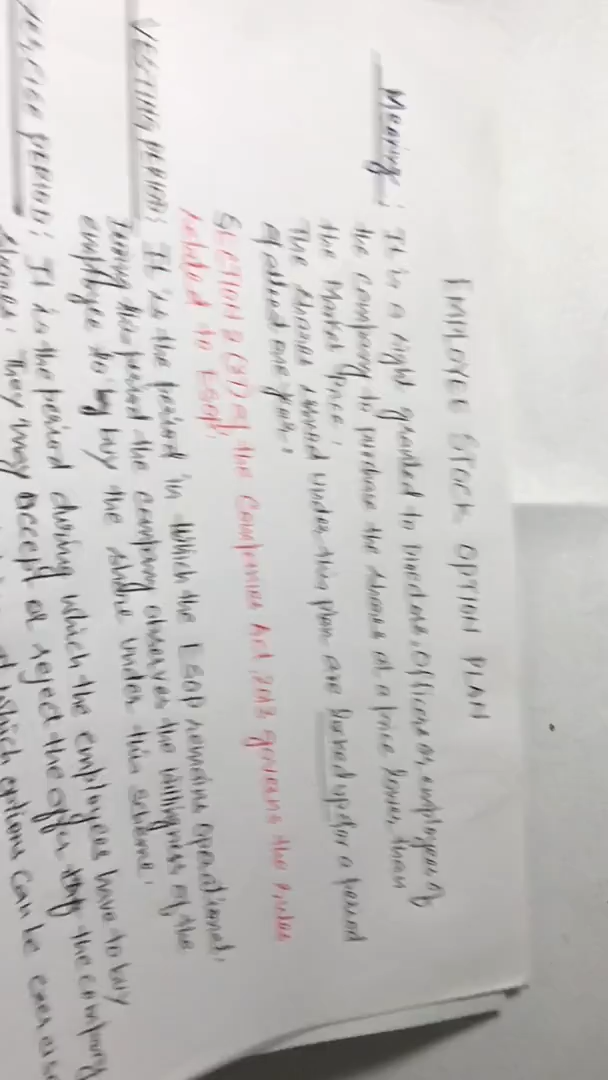 EMPLOYEE STOCK OPTION PLAN
Meaning: It is a right granted to Directors, officers or employees of
the company to purchase the shares at a price lower than
the Market Price.
The shares issued under this plan are locked up for a period
of atleast one year.
SECTION 2 (37) of the Companies Act, 2013 governs the rules
related to ESOP.
VESTING PERIOD: It is the period in which the ESOP remains operational.
During this period the company observes the willigness of the
employee to buy the share under this scheme.
PERIOD: It is the period during which the employees have to buy
shares. They may accept or reject the offer the company
which options can be exercise